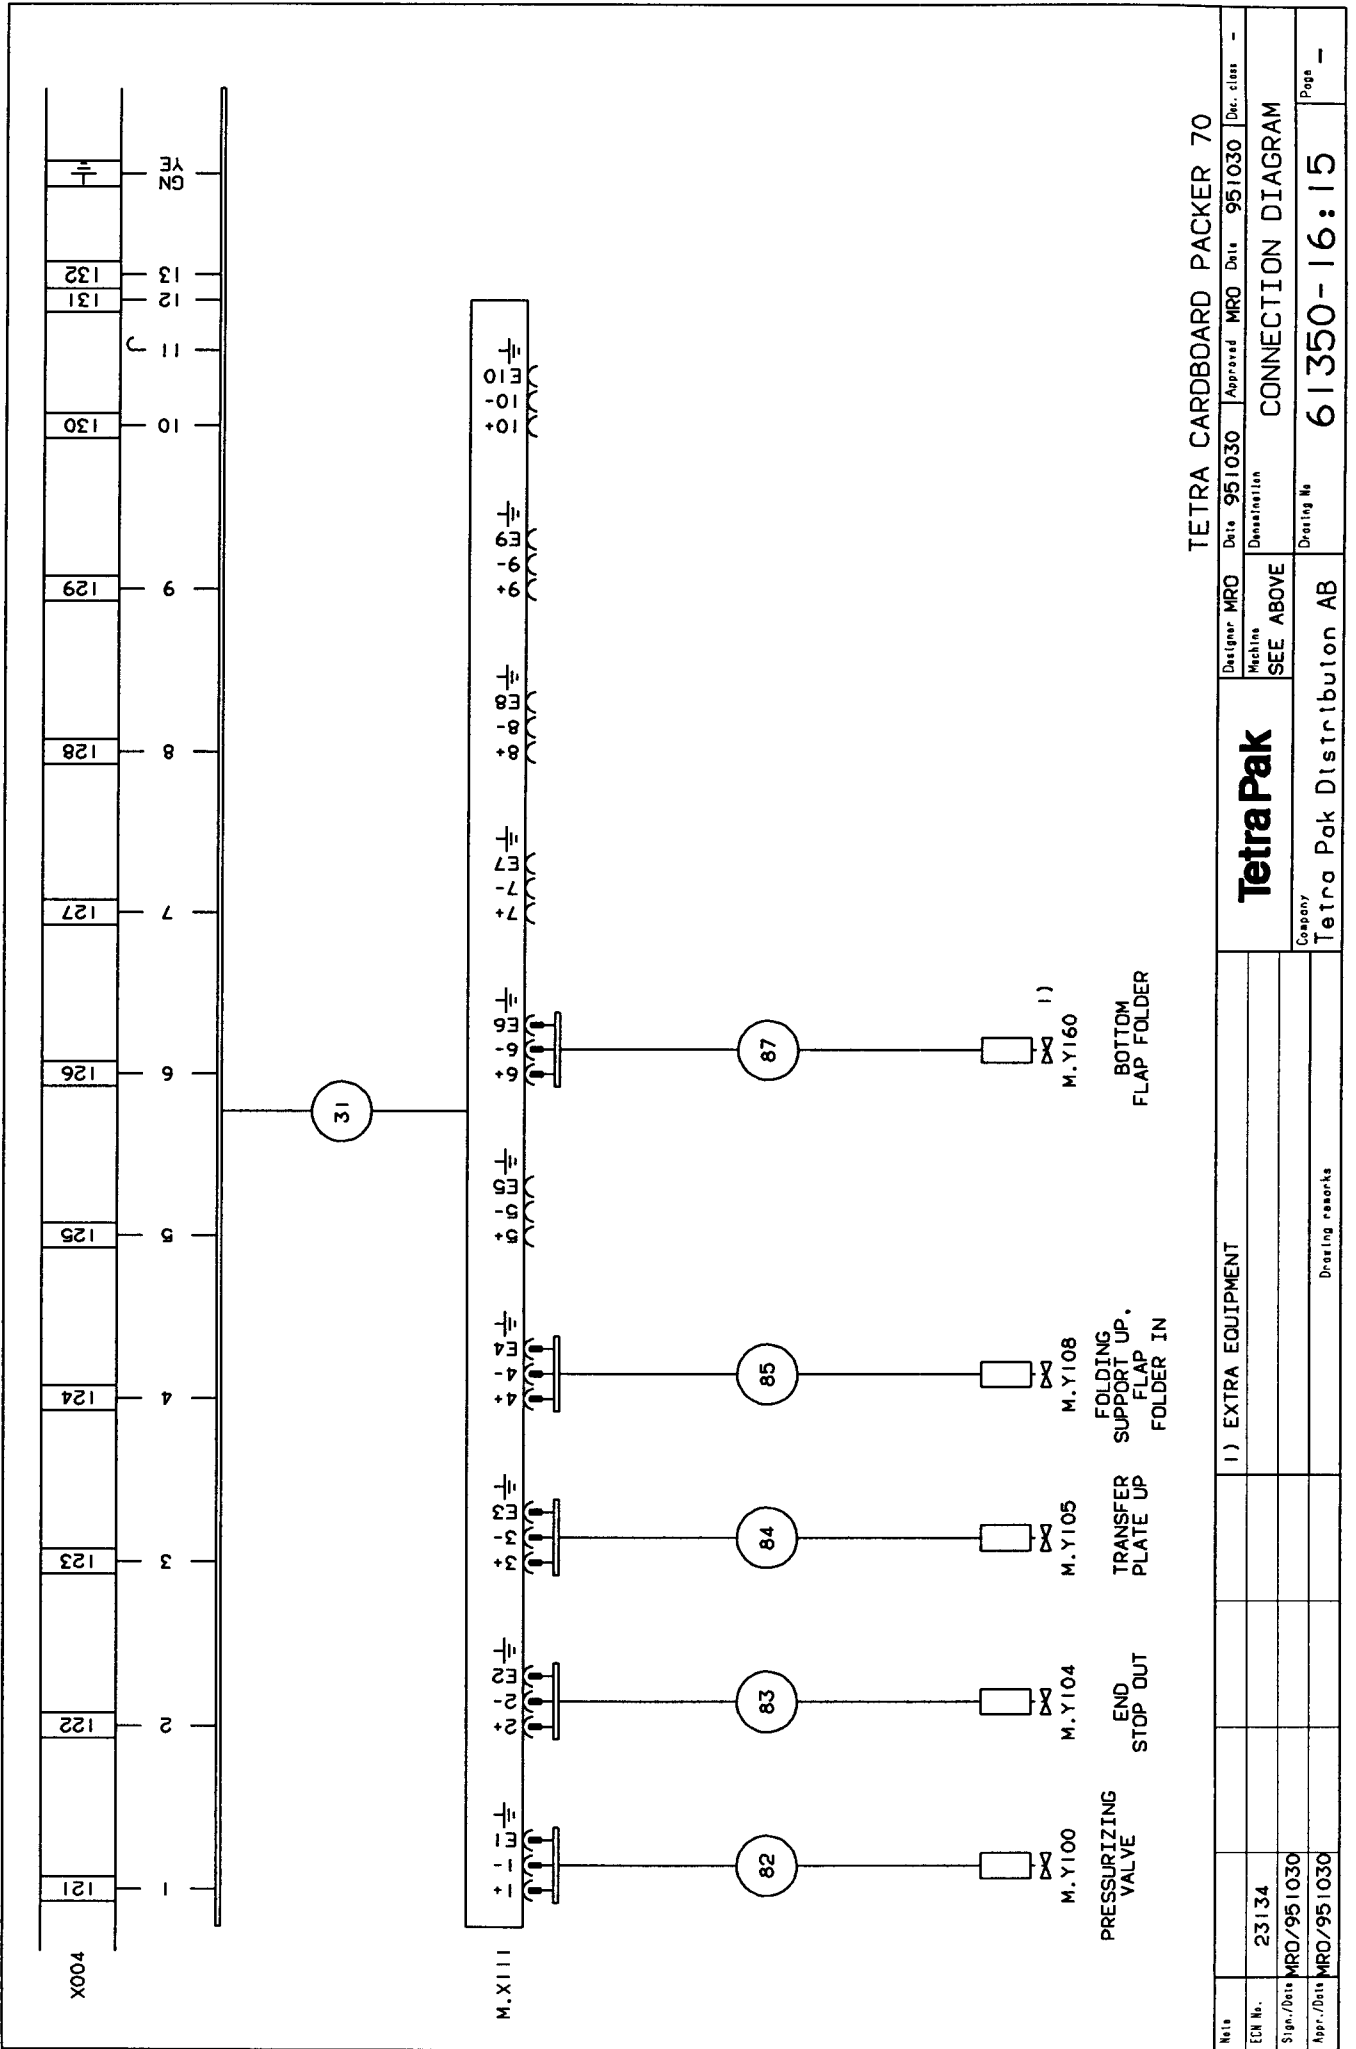 X004
121 122 123 124 125 126 127 128 129 130 131 132
1 2 3 4 5 6 7 8 9 10 11 12 13 GN YE
31
M.X111
1+ 1- E1 2+ 2- E2 3+ 3- E3 4+ 4- E4 5+ 5- E5 6+ 6- E6 7+ 7- E7 8+ 8- E8 9+ 9- E9 10+ 10- E10
82 83 84 85 87
M.Y100 M.Y104 M.Y105 M.Y108 M.Y160 1)
PRESSURIZING
VALVE
END
STOP OUT
TRANSFER
PLATE UP
FOLDING
SUPPORT UP.
FLAP
FOLDER IN
BOTTOM
FLAP FOLDER
TETRA CARDBOARD PACKER 70
Note
ECN No. 23134
Sign./Date MRO/951030
Appr./Date MRO/951030
1) EXTRA EQUIPMENT
Drawing remarks
TetraPak
Designer MRO Date 951030 Approved MRO Date 951030 Doc. class -
Machine
SEE ABOVE
Denomination
CONNECTION DIAGRAM
Company
Tetra Pak Distributon AB
Drawing No
61350-16:15
Page -